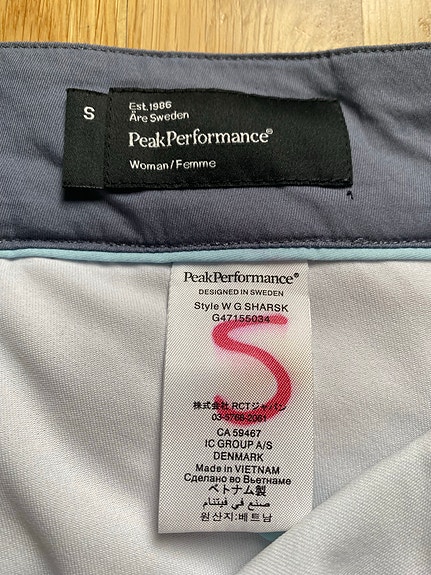 S
Est.1986
Åre Sweden
PeakPerformance®
Woman/Femme
PeakPerformance®
DESIGNED IN SWEDEN
Style W G SHARSK
G47155034
S
株式会社 RCTジャパン
03-5766-2061
CA 59467
IC GROUP A/S
DENMARK
Made in VIETNAM
Сделано во Вьетнаме
ベトナム製
صنع في فيتنام
원산지:베트남